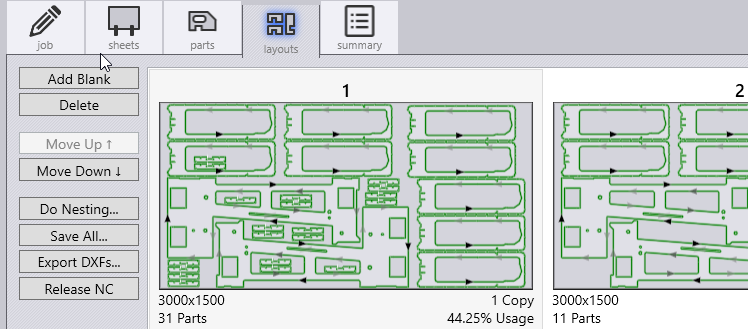 job
sheets
parts
layouts
summary
Add Blank
Delete
Move Up ↑
Move Down ↓
Do Nesting...
Save All...
Export DXFs...
Release NC
1
3000x1500
1 Copy
31 Parts
44.25% Usage
2
3000x1500
11 Parts